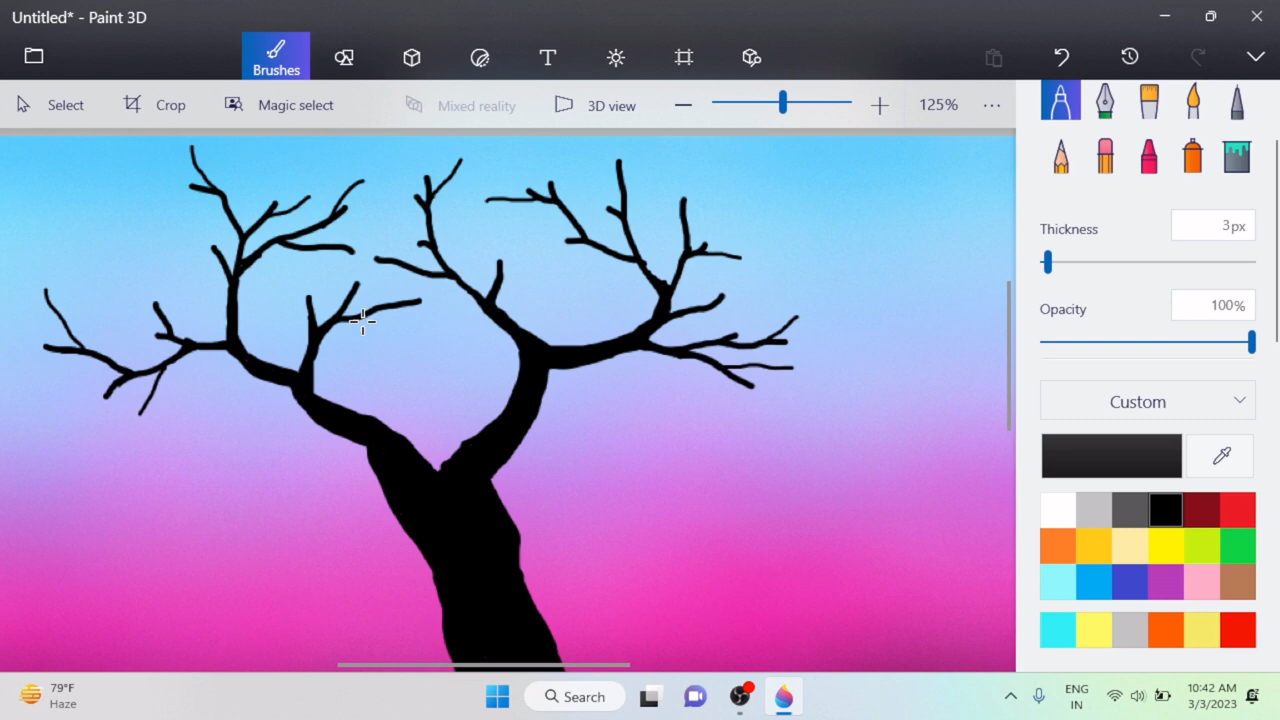 Untitled* - Paint 3D
Brushes
Select
Crop
Magic select
Mixed reality
3D view
125%
Thickness
3px
Opacity
100%
Custom
79°F
Haze
Search
ENG
IN
10:42 AM
3/3/2023